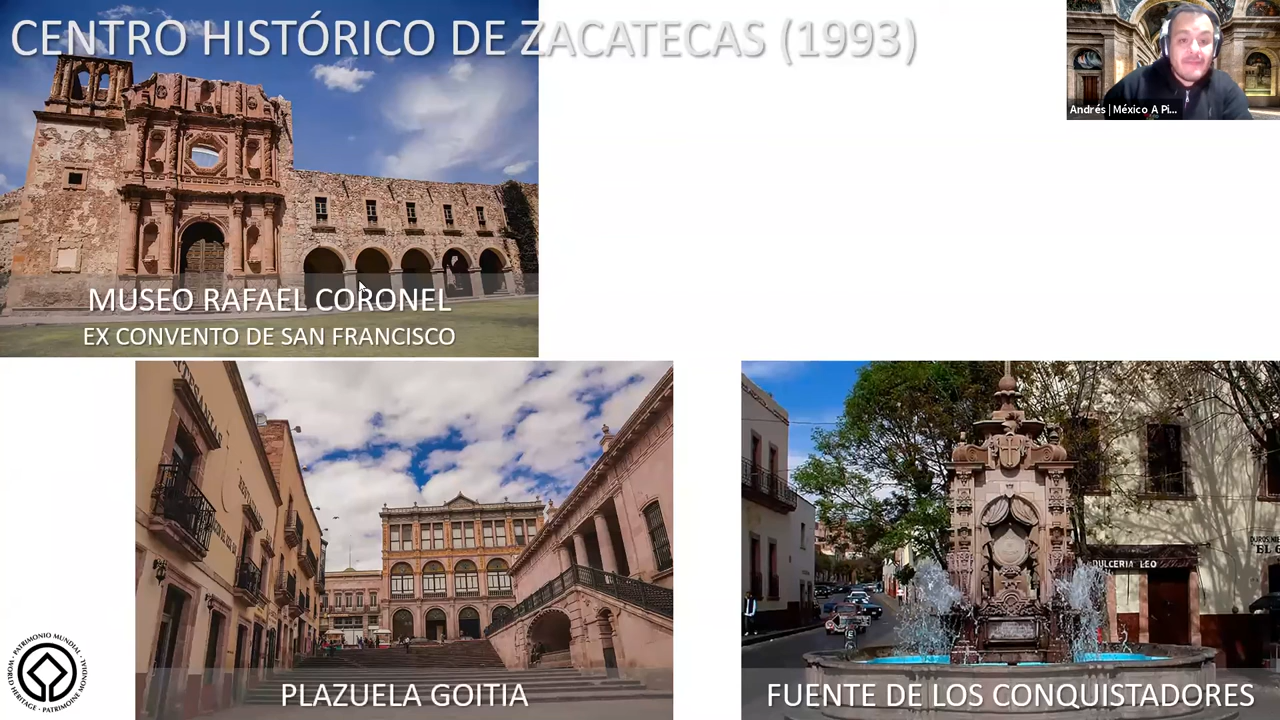 CENTRO HISTÓRICO DE ZACATECAS (1993)
Andrés | México A Pi...
MUSEO RAFAEL CORONEL
EX CONVENTO DE SAN FRANCISCO
DULCERIA LEO
PATRIMONIO MUNDIAL
WORLD HERITAGE · PATRIMOINE MONDIAL
PLAZUELA GOITIA
FUENTE DE LOS CONQUISTADORES